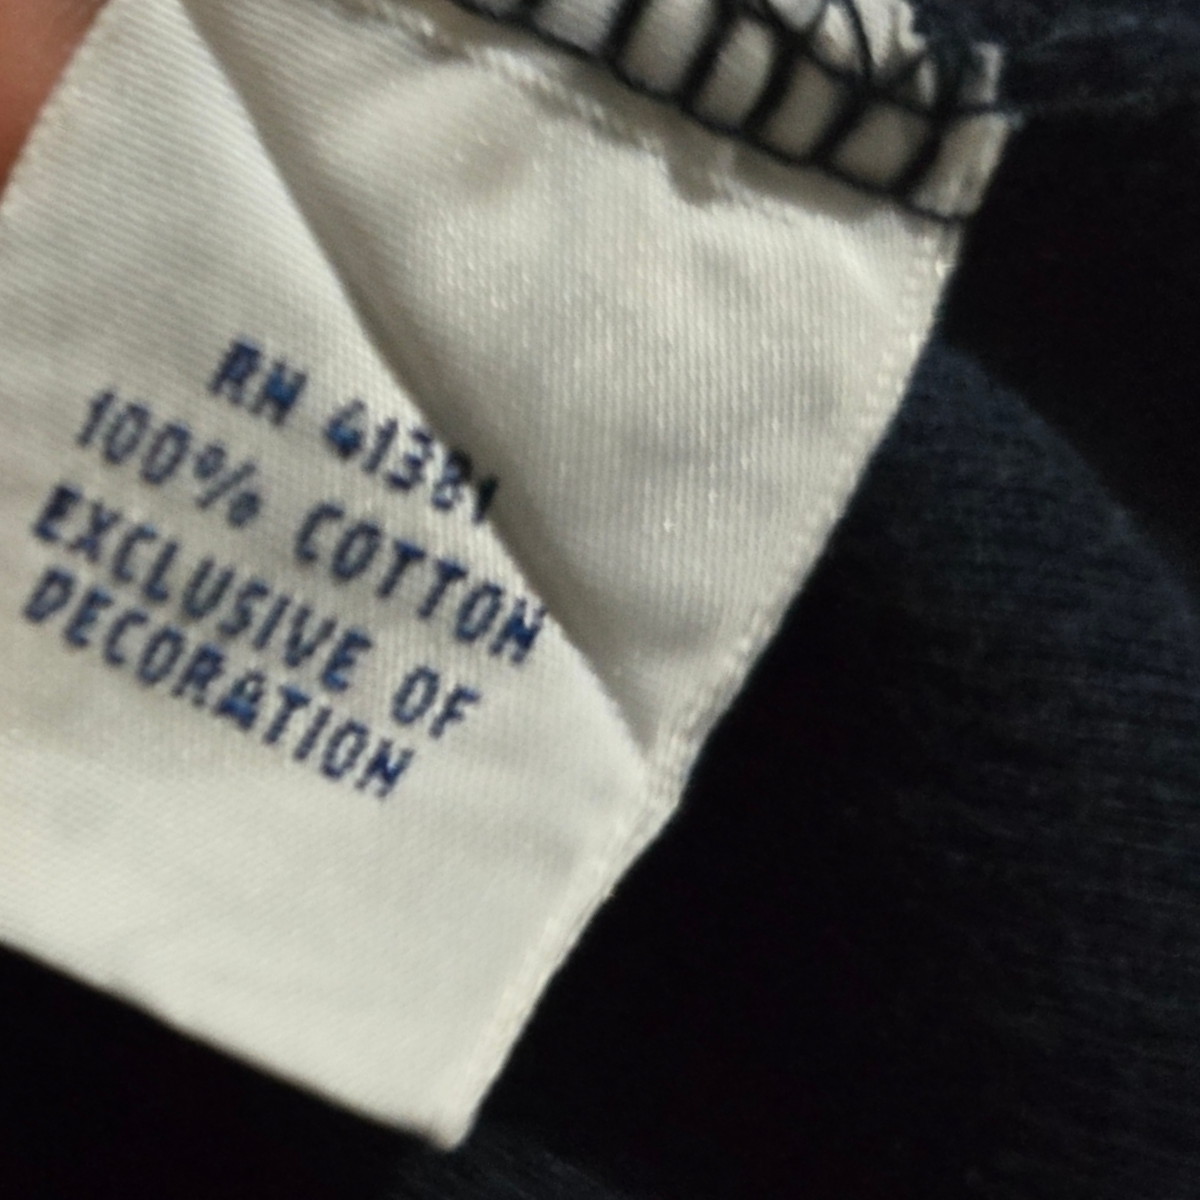 RN 41381
100% COTTON
EXCLUSIVE OF
DECORATION